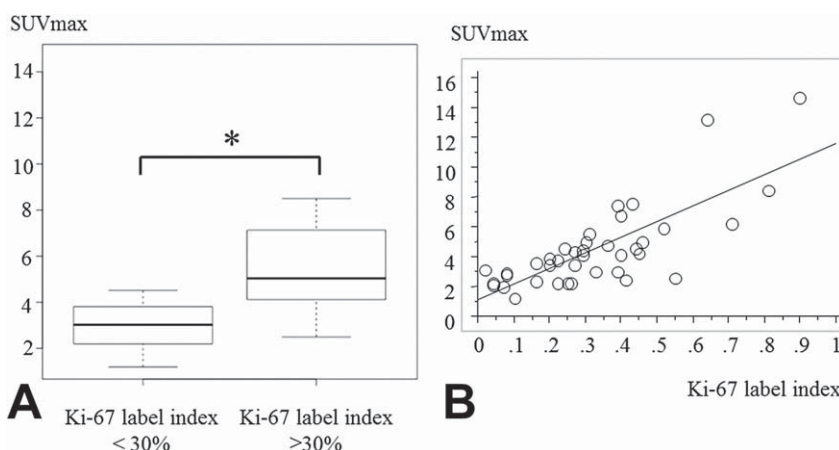 SUVmax
14
12
10
8
6
4
2
*
A
Ki-67 label index
< 30%
Ki-67 label index
>30%
SUVmax
16
14
12
10
8
6
4
2
0
0 .1 .2 .3 .4 .5 .6 .7 .8 .9 1
Ki-67 label index
B